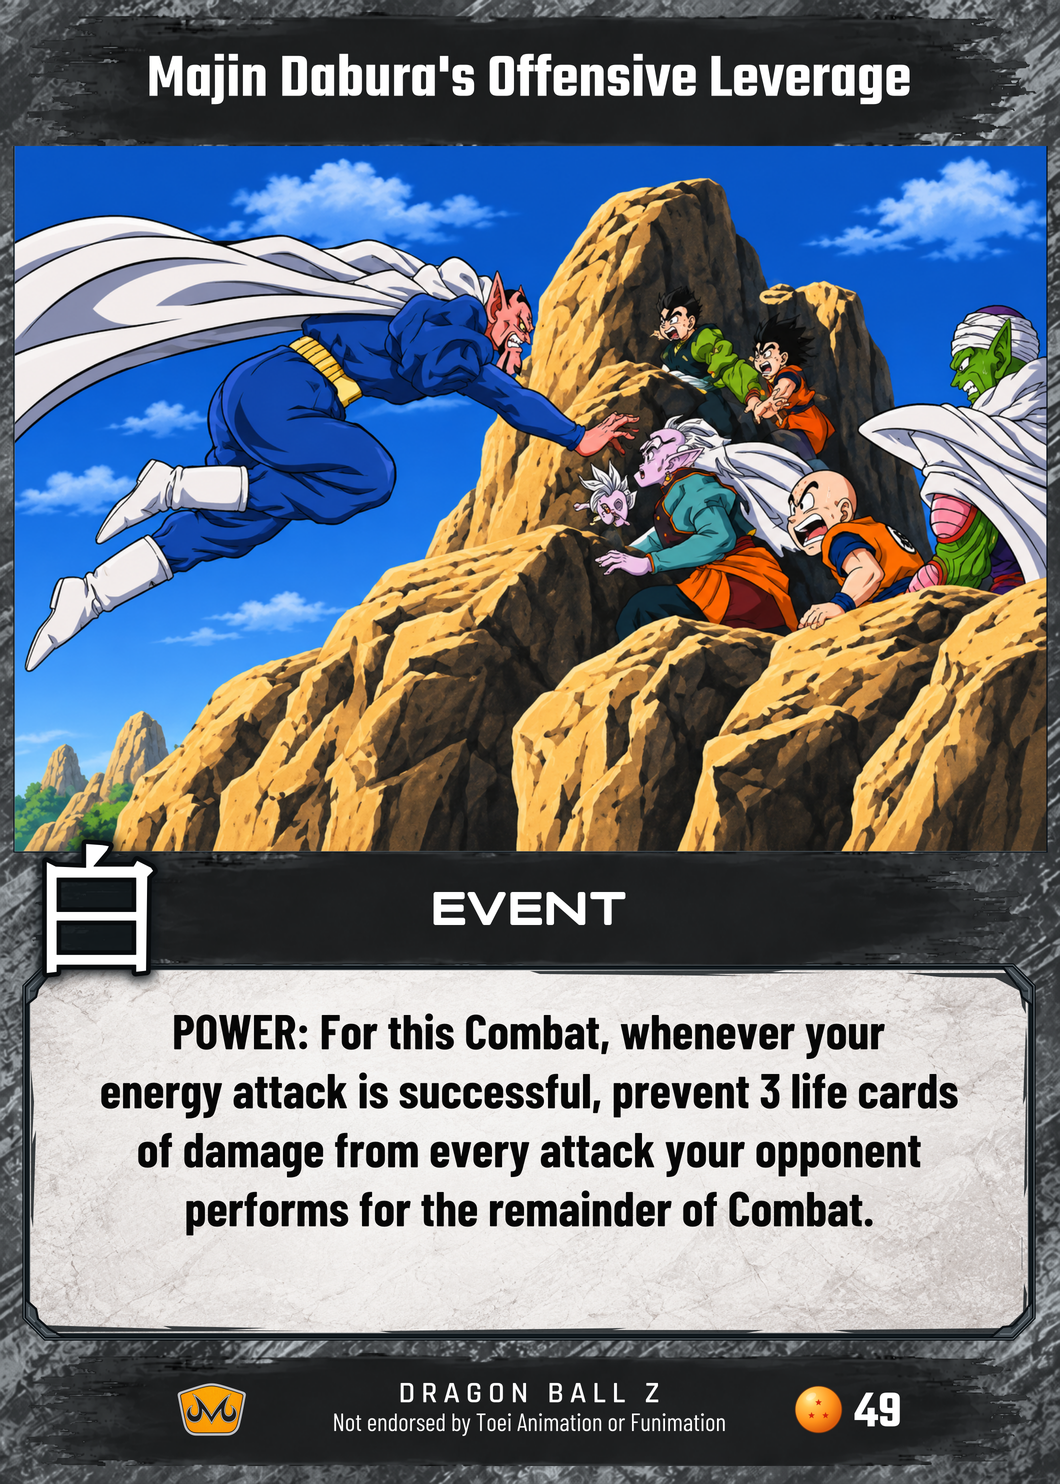 Majin Dabura's Offensive Leverage
白
EVENT
POWER: For this Combat, whenever your
energy attack is successful, prevent 3 life cards
of damage from every attack your opponent
performs for the remainder of Combat.
DRAGON BALL Z
Not endorsed by Toei Animation or Funimation
49